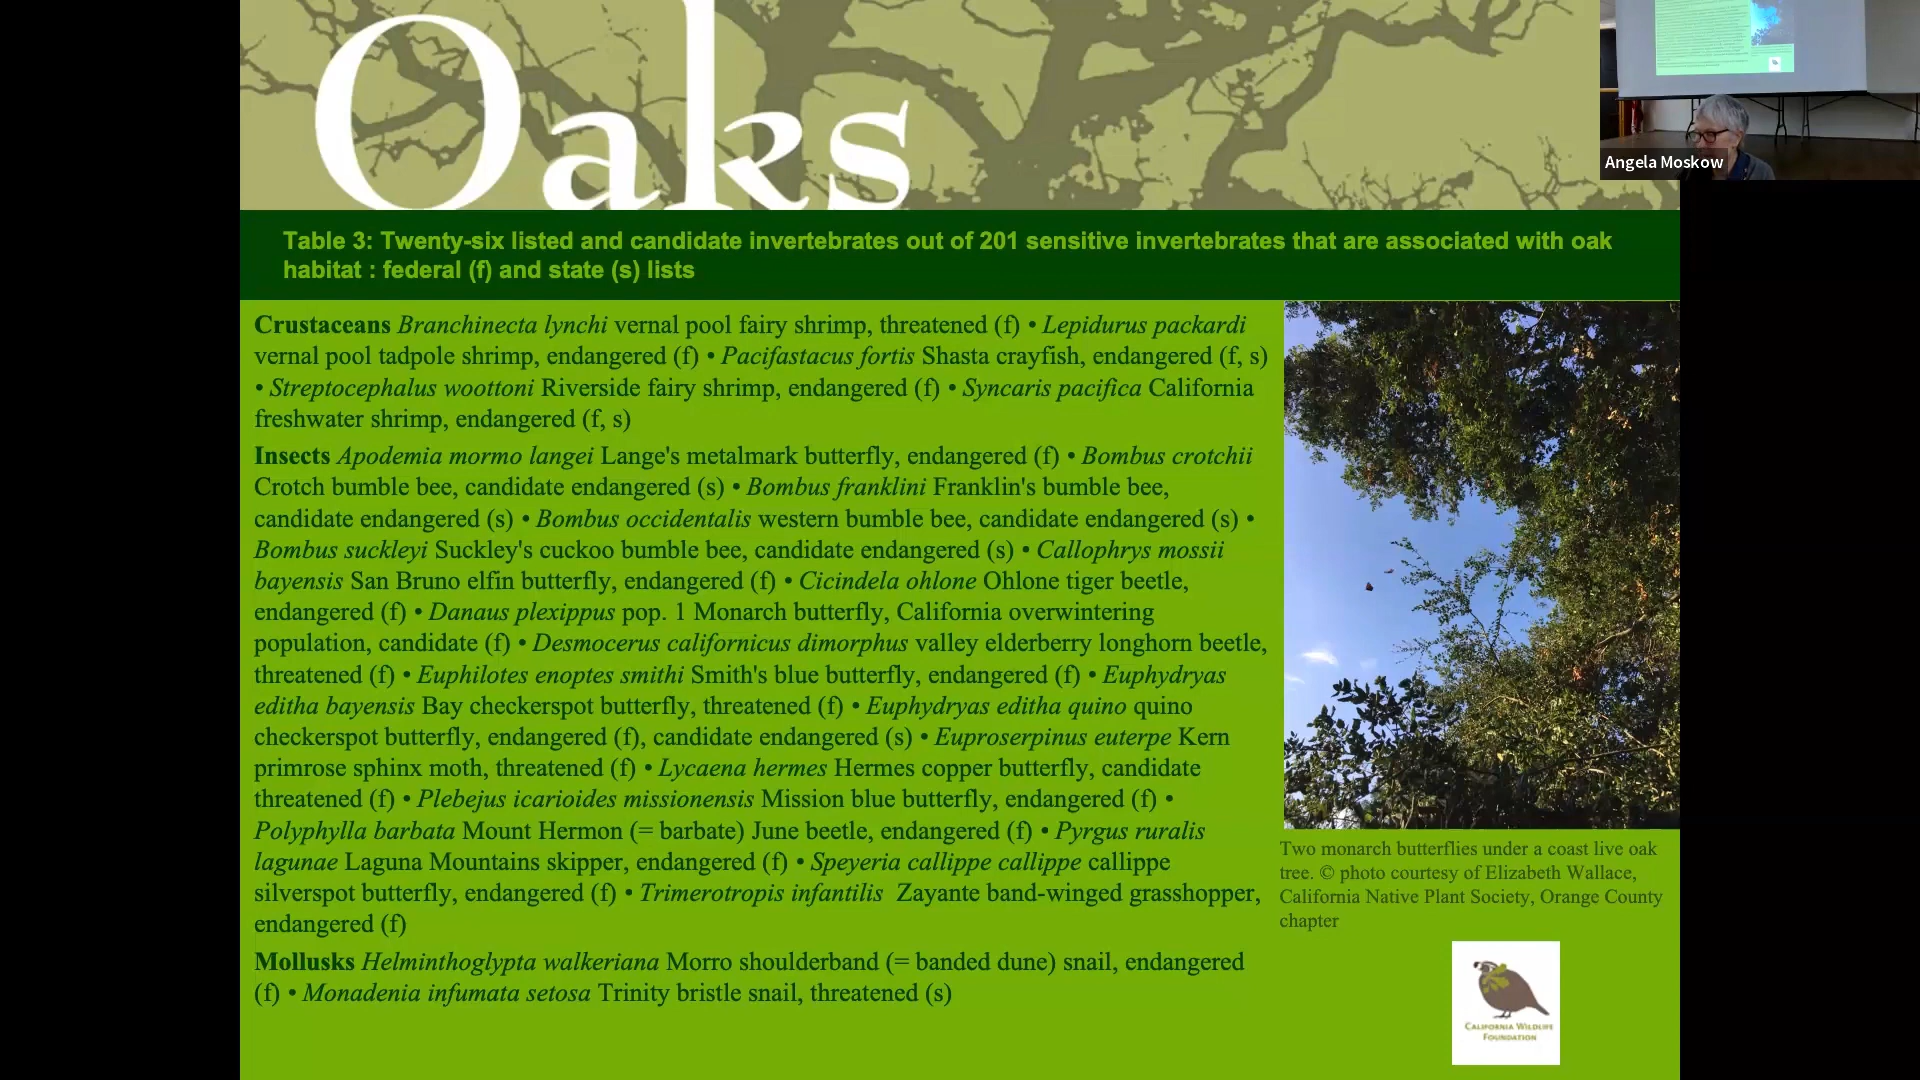 Oaks
Angela Moskow
Table 3: Twenty-six listed and candidate invertebrates out of 201 sensitive invertebrates that are associated with oak
habitat : federal (f) and state (s) lists
Crustaceans Branchinecta lynchi vernal pool fairy shrimp, threatened (f) • Lepidurus packardi
vernal pool tadpole shrimp, endangered (f) • Pacifastacus fortis Shasta crayfish, endangered (f, s)
• Streptocephalus woottoni Riverside fairy shrimp, endangered (f) • Syncaris pacifica California
freshwater shrimp, endangered (f, s)
Insects Apodemia mormo langei Lange's metalmark butterfly, endangered (f) • Bombus crotchii
Crotch bumble bee, candidate endangered (s) • Bombus franklini Franklin's bumble bee,
candidate endangered (s) • Bombus occidentalis western bumble bee, candidate endangered (s) •
Bombus suckleyi Suckley's cuckoo bumble bee, candidate endangered (s) • Callophrys mossii
bayensis San Bruno elfin butterfly, endangered (f) • Cicindela ohlone Ohlone tiger beetle,
endangered (f) • Danaus plexippus pop. 1 Monarch butterfly, California overwintering
population, candidate (f) • Desmocerus californicus dimorphus valley elderberry longhorn beetle,
threatened (f) • Euphilotes enoptes smithi Smith's blue butterfly, endangered (f) • Euphydryas
editha bayensis Bay checkerspot butterfly, threatened (f) • Euphydryas editha quino quino
checkerspot butterfly, endangered (f), candidate endangered (s) • Euproserpinus euterpe Kern
primrose sphinx moth, threatened (f) • Lycaena hermes Hermes copper butterfly, candidate
threatened (f) • Plebejus icarioides missionensis Mission blue butterfly, endangered (f) •
Polyphylla barbata Mount Hermon (= barbate) June beetle, endangered (f) • Pyrgus ruralis
lagunae Laguna Mountains skipper, endangered (f) • Speyeria callippe callippe callippe
silverspot butterfly, endangered (f) • Trimerotropis infantilis Zayante band-winged grasshopper,
endangered (f)
Mollusks Helminthoglypta walkeriana Morro shoulderband (= banded dune) snail, endangered
(f) • Monadenia infumata setosa Trinity bristle snail, threatened (s)
Two monarch butterflies under a coast live oak
tree. © photo courtesy of Elizabeth Wallace,
California Native Plant Society, Orange County
chapter
CALIFORNIA WILDLIFE
FOUNDATION